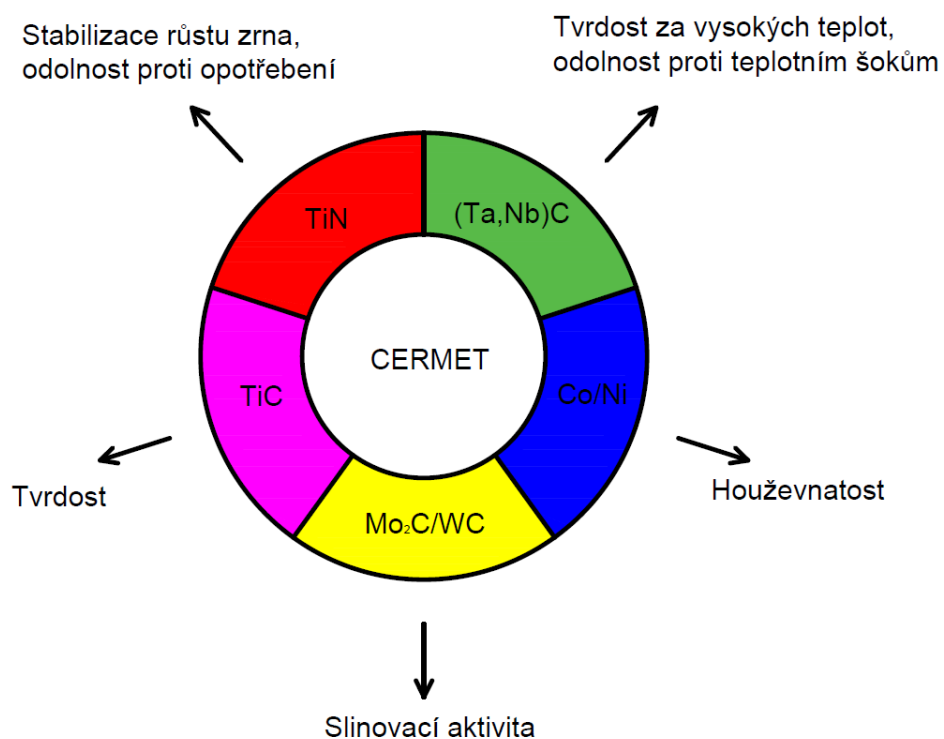 Stabilizace růstu zrna,
odolnost proti opotřebení
Tvrdost za vysokých teplot,
odolnost proti teplotním šokům
TiN
(Ta,Nb)C
CERMET
TiC
Co/Ni
Tvrdost
Houževnatost
Mo₂C/WC
Slinovací aktivita